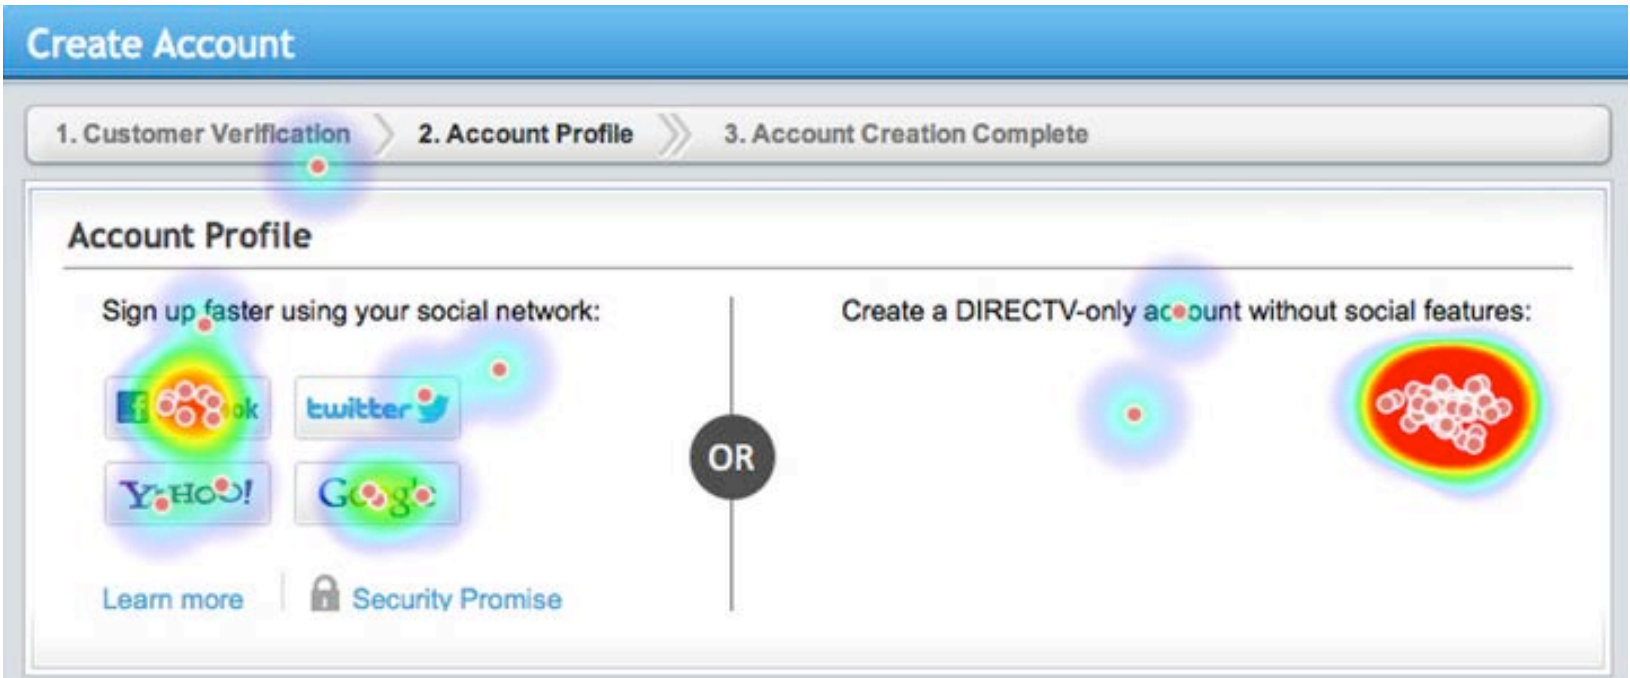 Create Account
1. Customer Verification 2. Account Profile 3. Account Creation Complete
Account Profile
Sign up faster using your social network:
Create a DIRECTV-only account without social features:
facebook twitter
YAHOO! Google
OR
Learn more Security Promise